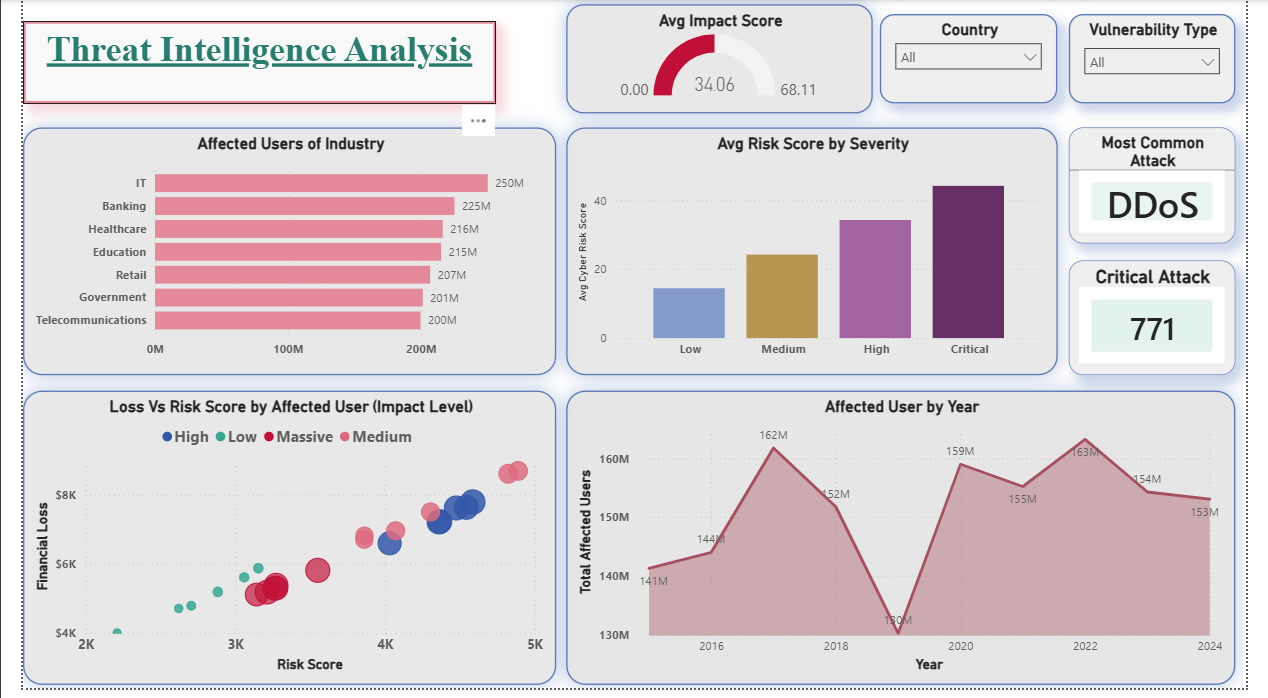 Threat Intelligence Analysis
Avg Impact Score
0.00
34.06
68.11
Country
All
Vulnerability Type
All
Affected Users of Industry
IT
250M
Banking
225M
Healthcare
216M
Education
215M
Retail
207M
Government
201M
Telecommunications
200M
0M 100M 200M
Avg Risk Score by Severity
Avg Cyber Risk Score
40
20
0
Low Medium High Critical
Most Common
Attack
DDoS
Critical Attack
771
Loss Vs Risk Score by Affected User (Impact Level)
High Low Massive Medium
Financial Loss
$8K
$6K
$4K
2K 3K 4K 5K
Risk Score
Affected User by Year
Total Affected Users
160M
150M
140M
130M
141M
144M
162M
152M
130M
159M
155M
163M
154M
153M
2016 2018 2020 2022 2024
Year